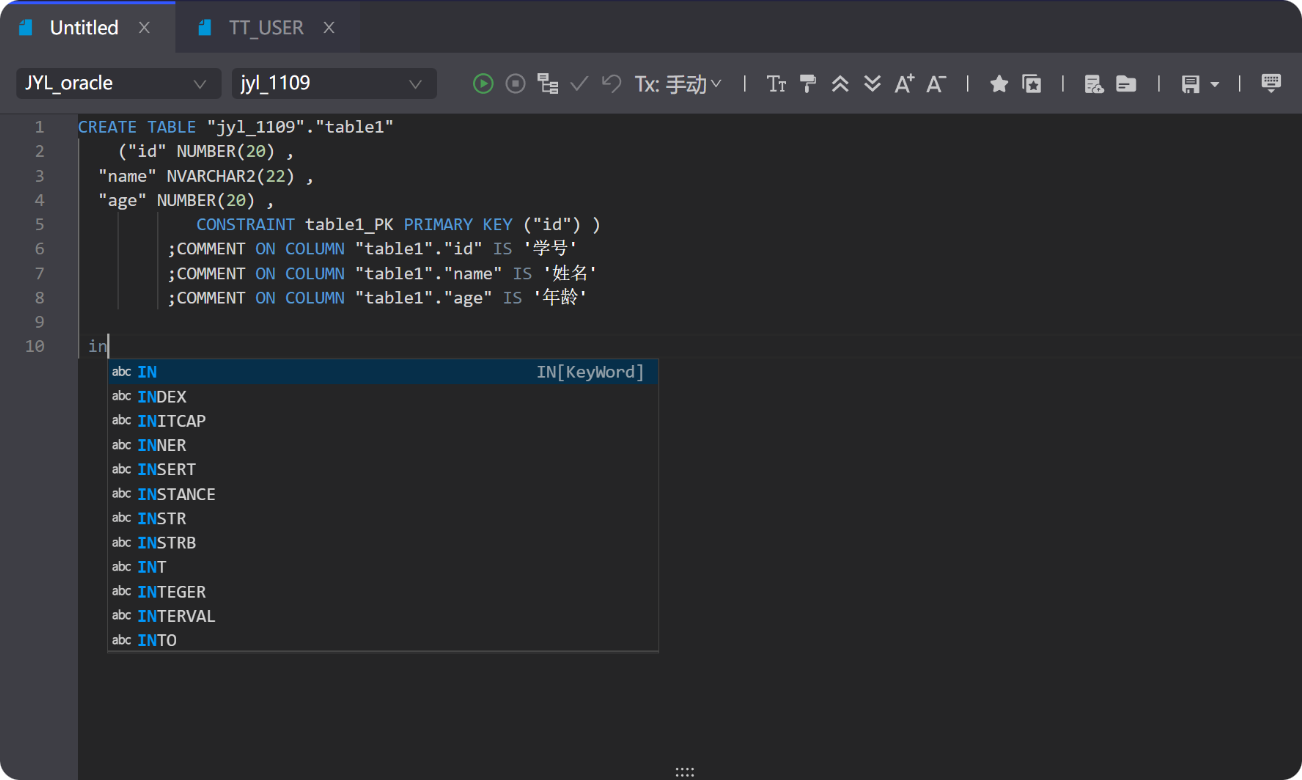 Untitled TT_USER
JYL_oracle jyl_1109 Tx: 手动
1 CREATE TABLE "jyl_1109"."table1"
2 ("id" NUMBER(20) ,
3 "name" NVARCHAR2(22) ,
4 "age" NUMBER(20) ,
5 CONSTRAINT table1_PK PRIMARY KEY ("id") )
6 ;COMMENT ON COLUMN "table1"."id" IS '学号'
7 ;COMMENT ON COLUMN "table1"."name" IS '姓名'
8 ;COMMENT ON COLUMN "table1"."age" IS '年龄'
9
10 in
abc IN IN[KeyWord]
abc INDEX
abc INITCAP
abc INNER
abc INSERT
abc INSTANCE
abc INSTR
abc INSTRB
abc INT
abc INTEGER
abc INTERVAL
abc INTO